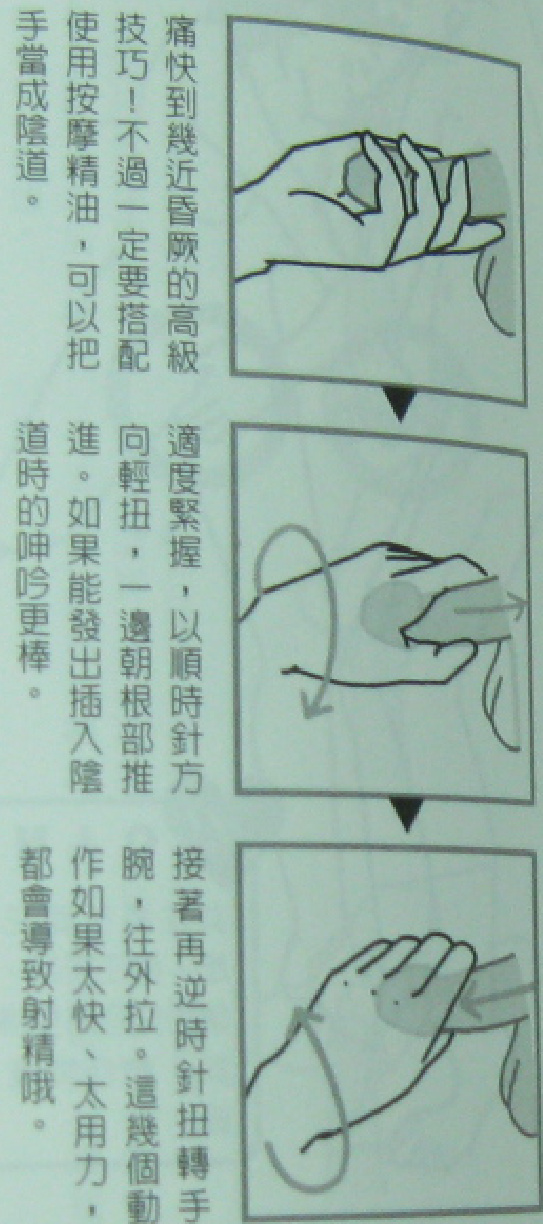 痛快到幾近昏厥的高級
技巧！不過一定要搭配
使用按摩精油，可以把
手當成陰道。
適度緊握，以順時針方
向輕扭，一邊朝根部推
進。如果能發出插入陰
道時的呻吟更棒。
接著再逆時針扭轉手
腕，往外拉。這幾個動
作如果太快、太用力，
都會導致射精哦。